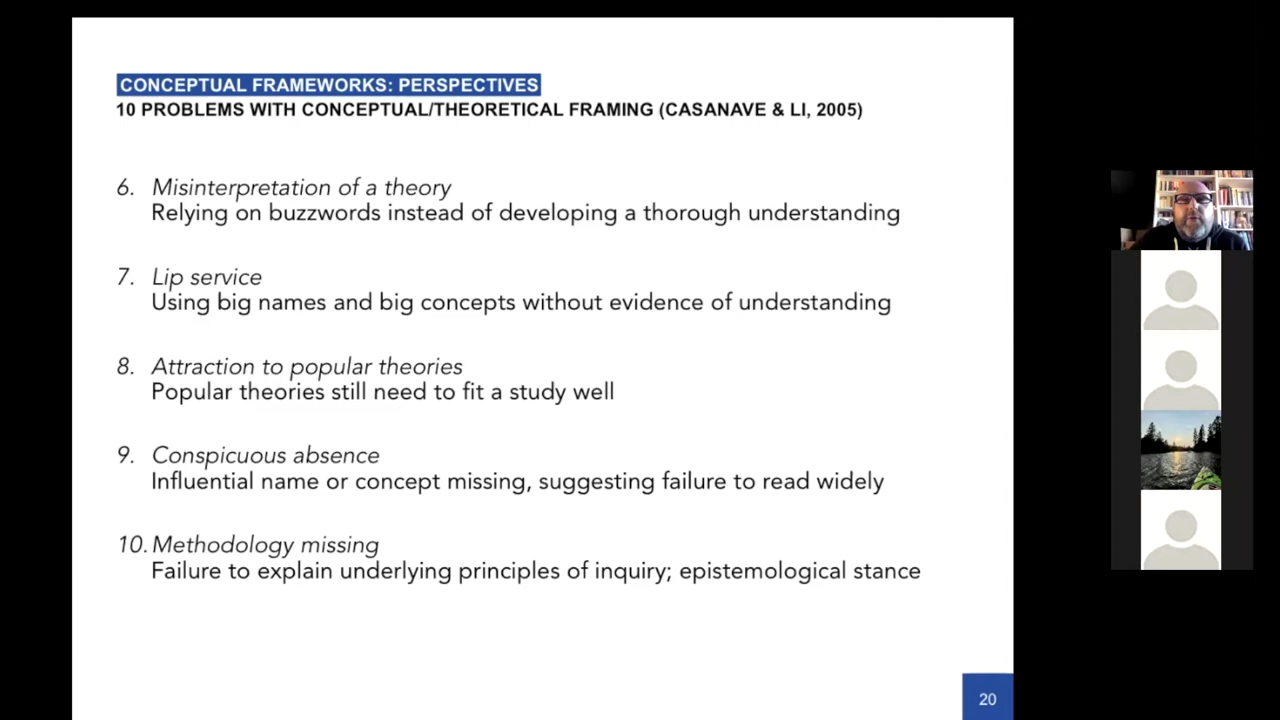 CONCEPTUAL FRAMEWORKS: PERSPECTIVES
10 PROBLEMS WITH CONCEPTUAL/THEORETICAL FRAMING (CASANAVE & LI, 2005)
6. Misinterpretation of a theory
Relying on buzzwords instead of developing a thorough understanding
7. Lip service
Using big names and big concepts without evidence of understanding
8. Attraction to popular theories
Popular theories still need to fit a study well
9. Conspicuous absence
Influential name or concept missing, suggesting failure to read widely
10. Methodology missing
Failure to explain underlying principles of inquiry; epistemological stance
20